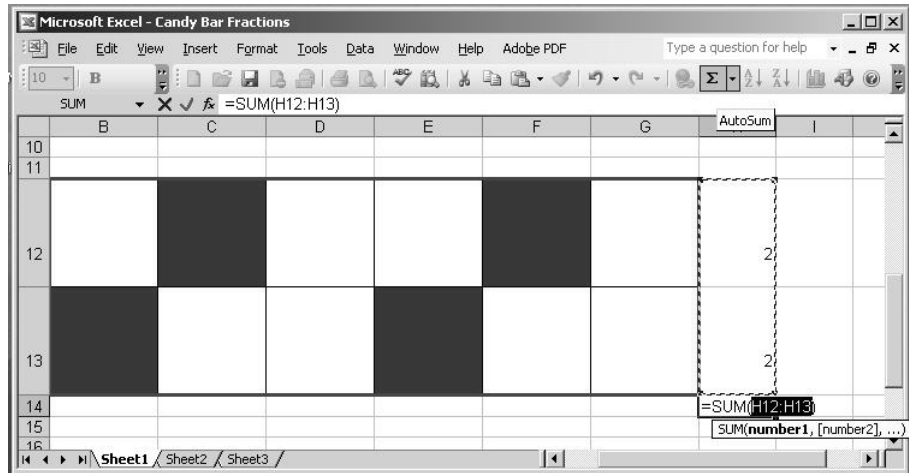 Microsoft Excel - Candy Bar Fractions
File Edit View Insert Format Tools Data Window Help Adobe PDF Type a question for help
10 B ABC Σ A Z Z A
SUM fx =SUM(H12:H13)
AutoSum
B C D E F G I
10
11
12 2
13 2
14 =SUM(H12:H13)
15 SUM(number1, [number2], ...)
16
Sheet1 Sheet2 Sheet3